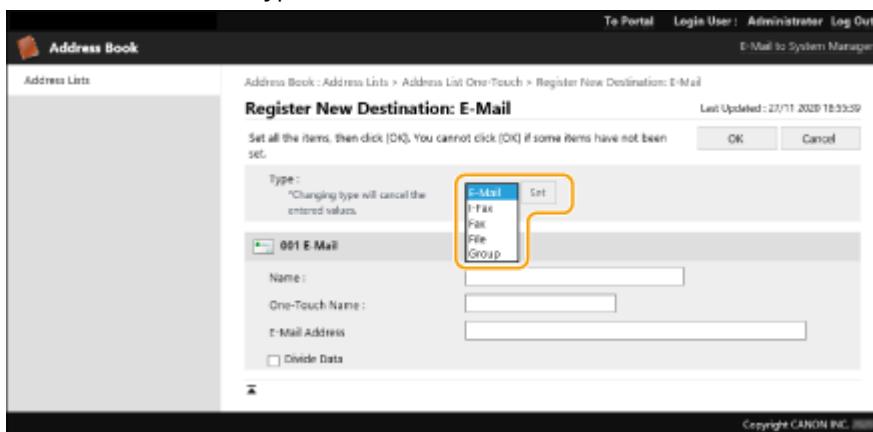 To Portal Login User : Administrator Log Out
Address Book
E-Mail to System Manager
Address Lists
Address Book : Address Lists > Address List One-Touch > Register New Destination: E-Mail
Register New Destination: E-Mail
Last Updated : 27/11 2020 18:55:59
Set all the items, then click [OK]. You cannot click [OK] if some items have not been
set.
OK Cancel
Type :
*Changing type will cancel the
entered values.
E-Mail
I-Fax
Fax
File
Group
Set
001 E-Mail
Name :
One-Touch Name :
E-Mail Address
Divide Data
Copyright CANON INC.